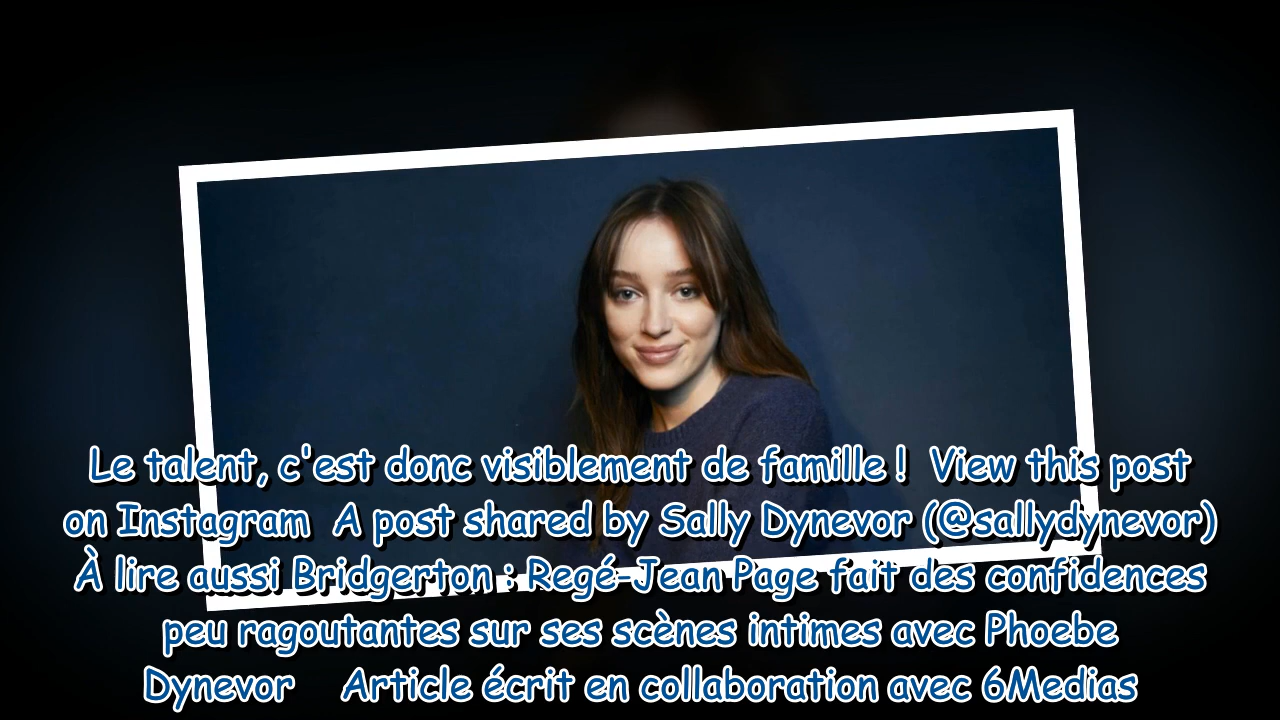 Le talent, c'est donc visiblement de famille ! View this post
on Instagram A post shared by Sally Dynevor (@sallydynevor)
À lire aussi Bridgerton : Regé-Jean Page fait des confidences
peu ragoutantes sur ses scènes intimes avec Phoebe
Dynevor Article écrit en collaboration avec 6Medias